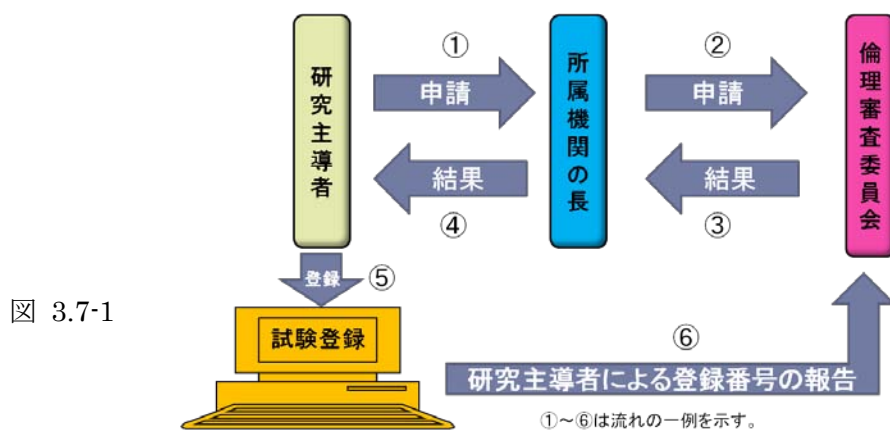 研究主導者
①
申請
所属機関の長
②
申請
倫理審査委員会
結果
④
結果
③
登録
⑤
図 3.7-1
試験登録
⑥
研究主導者による登録番号の報告
①～⑥は流れの一例を示す。